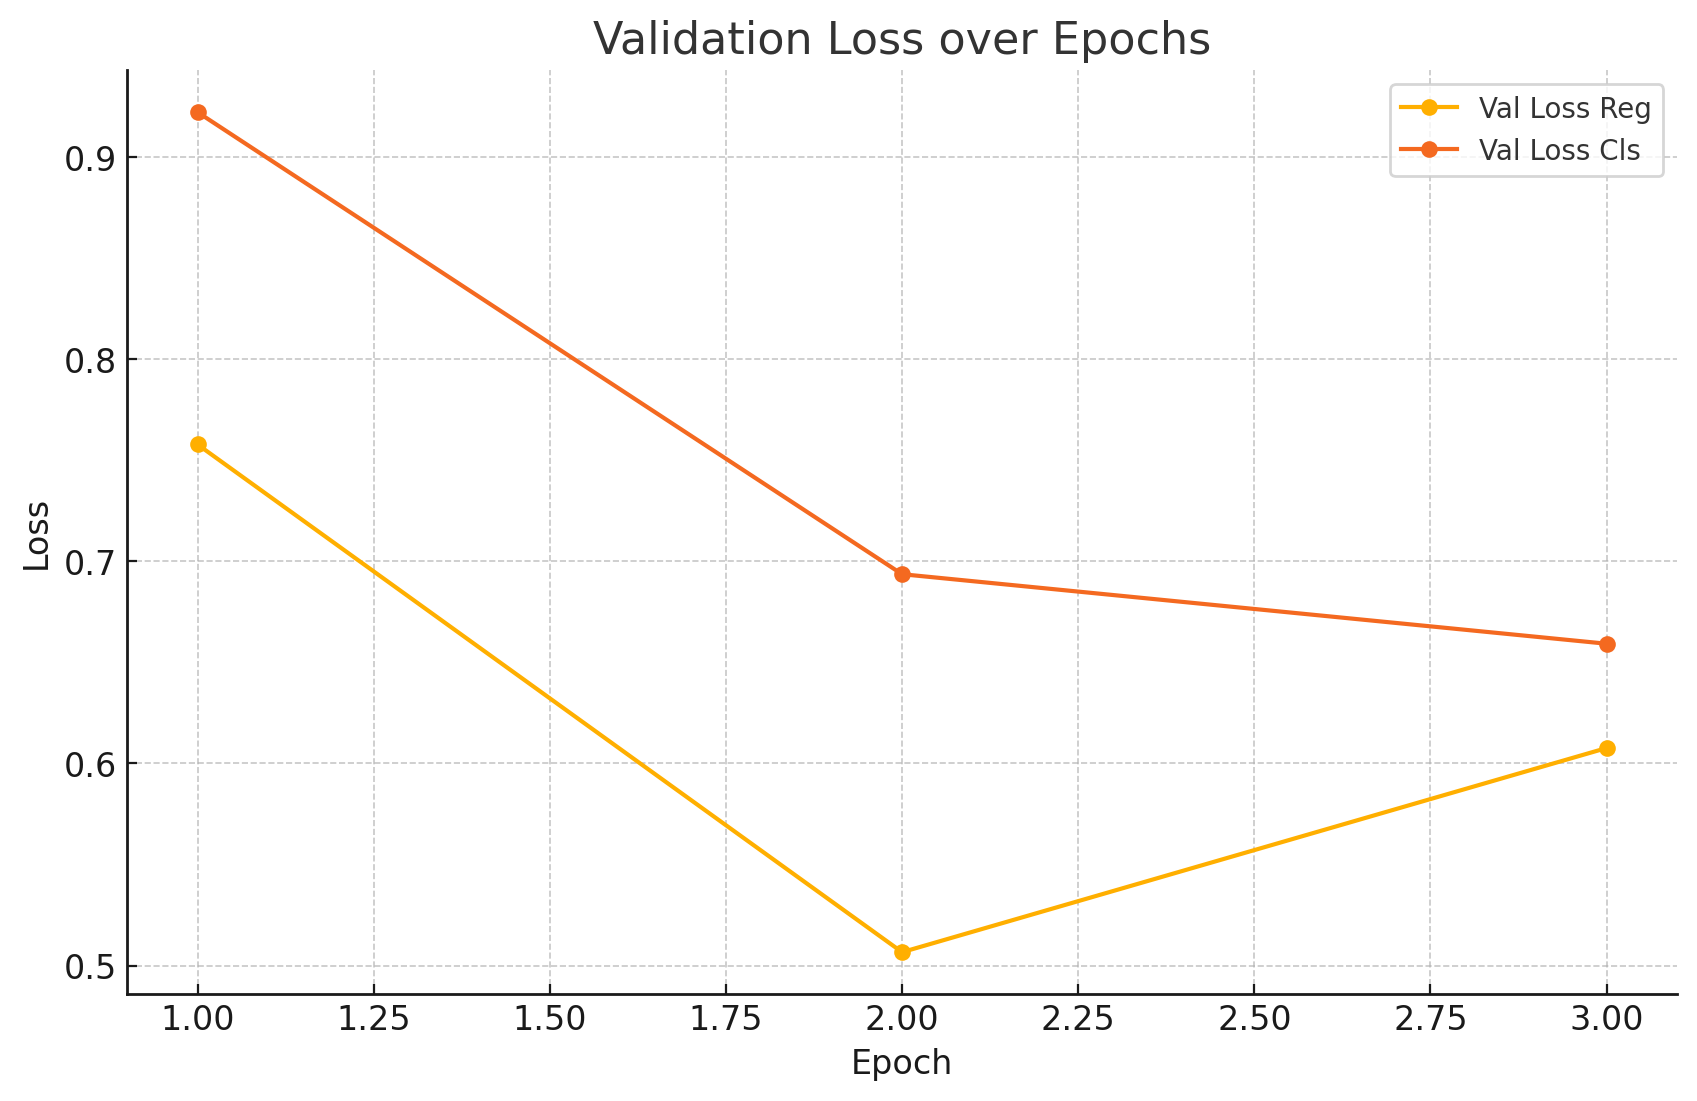 Validation Loss over Epochs
Val Loss Reg
Val Loss Cls
0.9
0.8
0.7
0.6
0.5
Loss
1.00 1.25 1.50 1.75 2.00 2.25 2.50 2.75 3.00
Epoch